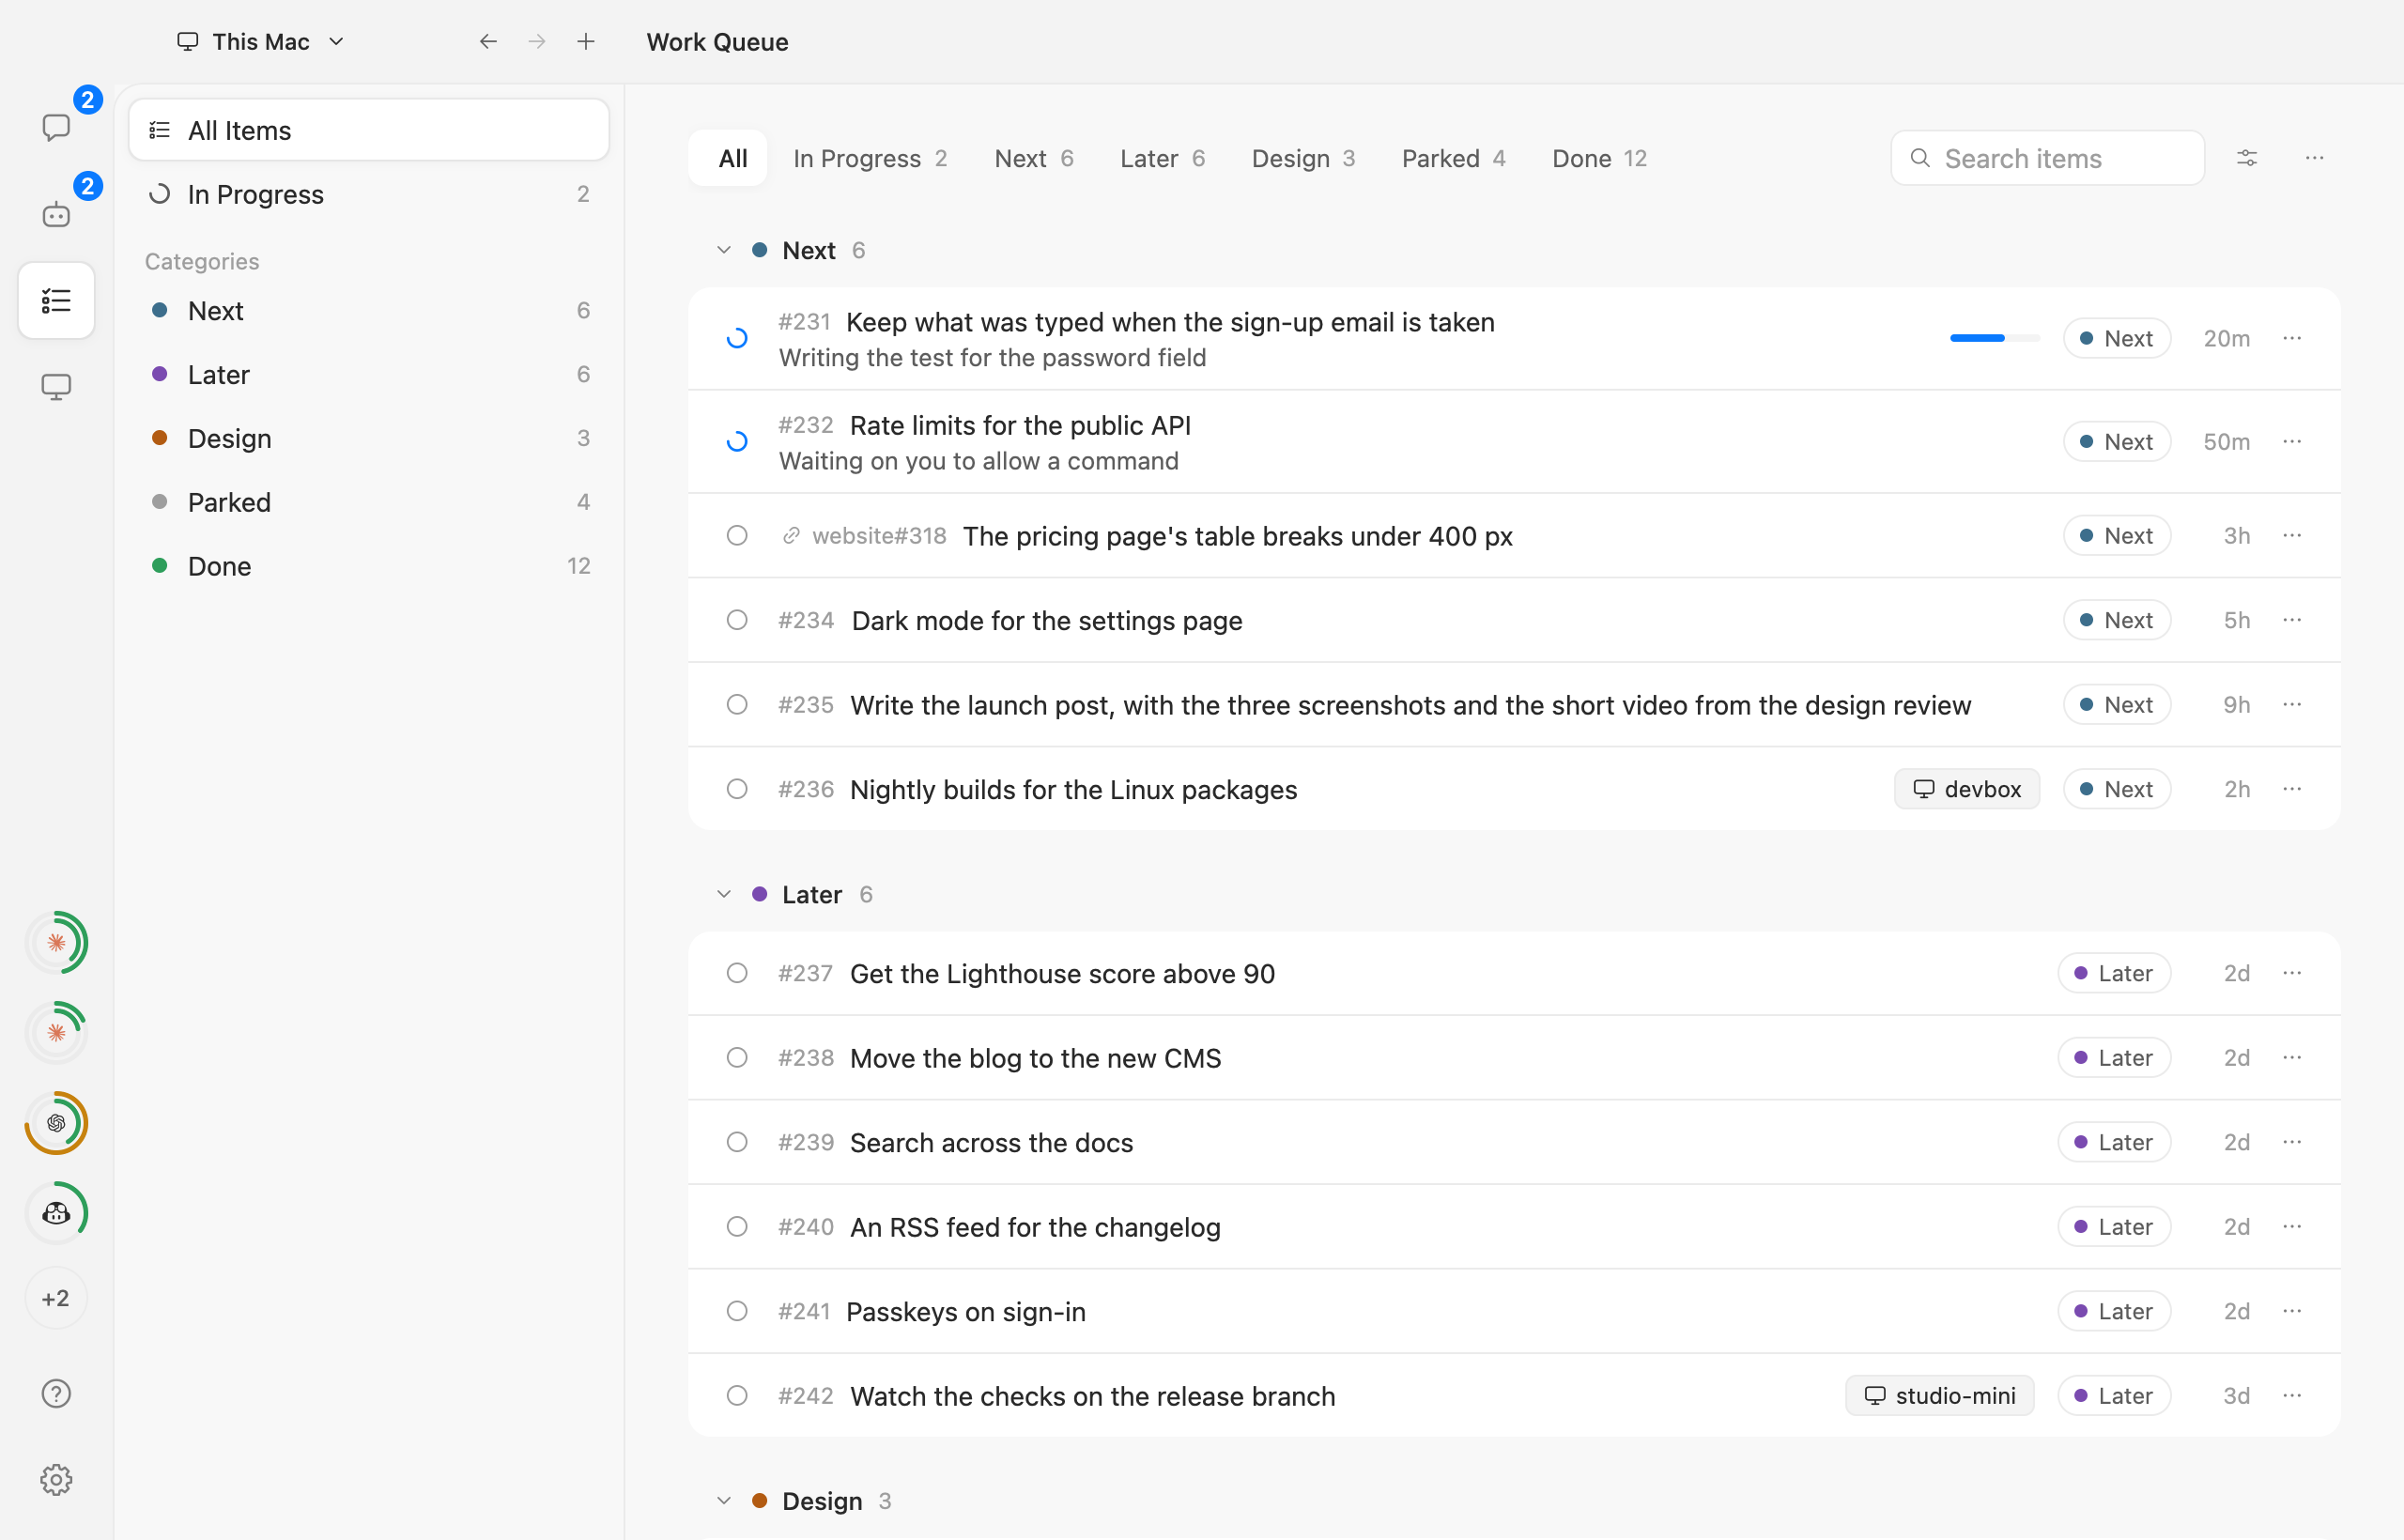 This Mac
Work Queue
2
2
All Items
In Progress 2
Categories
Next 6
Later 6
Design 3
Parked 4
Done 12
+2
All In Progress 2 Next 6 Later 6 Design 3 Parked 4 Done 12 Search items
Next 6
#231 Keep what was typed when the sign-up email is taken Next 20m
Writing the test for the password field
#232 Rate limits for the public API Next 50m
Waiting on you to allow a command
website#318 The pricing page's table breaks under 400 px Next 3h
#234 Dark mode for the settings page Next 5h
#235 Write the launch post, with the three screenshots and the short video from the design review Next 9h
#236 Nightly builds for the Linux packages devbox Next 2h
Later 6
#237 Get the Lighthouse score above 90 Later 2d
#238 Move the blog to the new CMS Later 2d
#239 Search across the docs Later 2d
#240 An RSS feed for the changelog Later 2d
#241 Passkeys on sign-in Later 2d
#242 Watch the checks on the release branch studio-mini Later 3d
Design 3